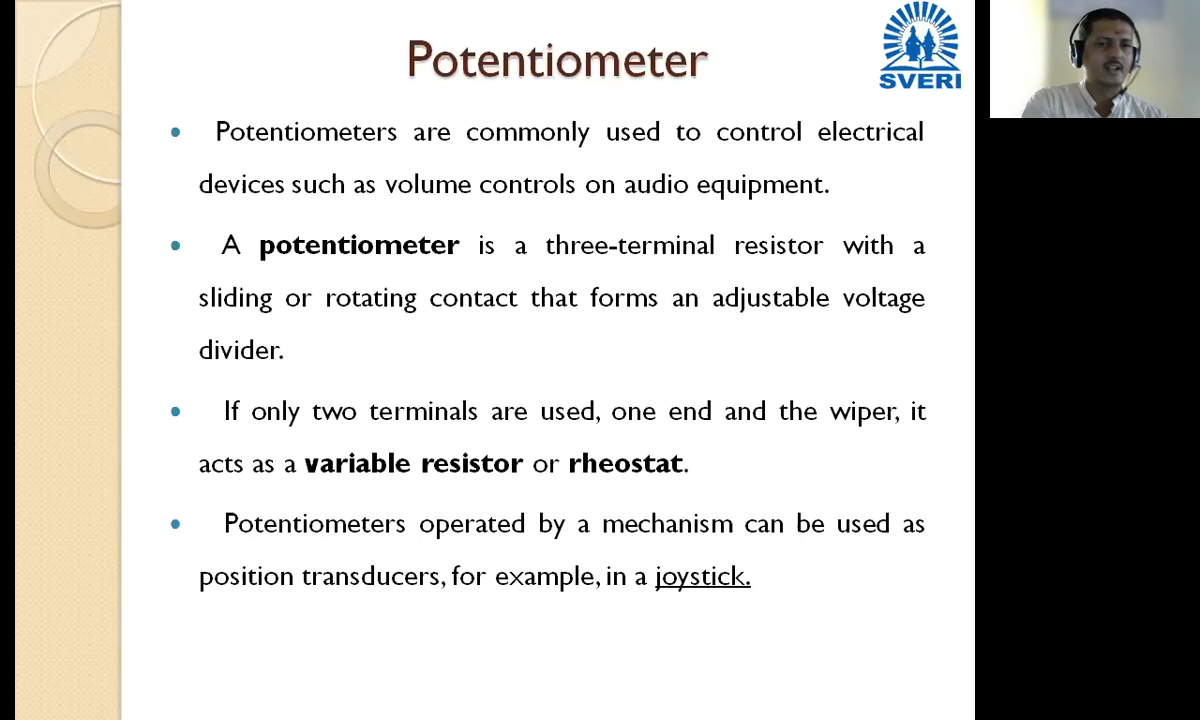 Potentiometer
SVERI
• Potentiometers are commonly used to control electrical
devices such as volume controls on audio equipment.
• A potentiometer is a three-terminal resistor with a
sliding or rotating contact that forms an adjustable voltage
divider.
• If only two terminals are used, one end and the wiper, it
acts as a variable resistor or rheostat.
• Potentiometers operated by a mechanism can be used as
position transducers, for example, in a joystick.